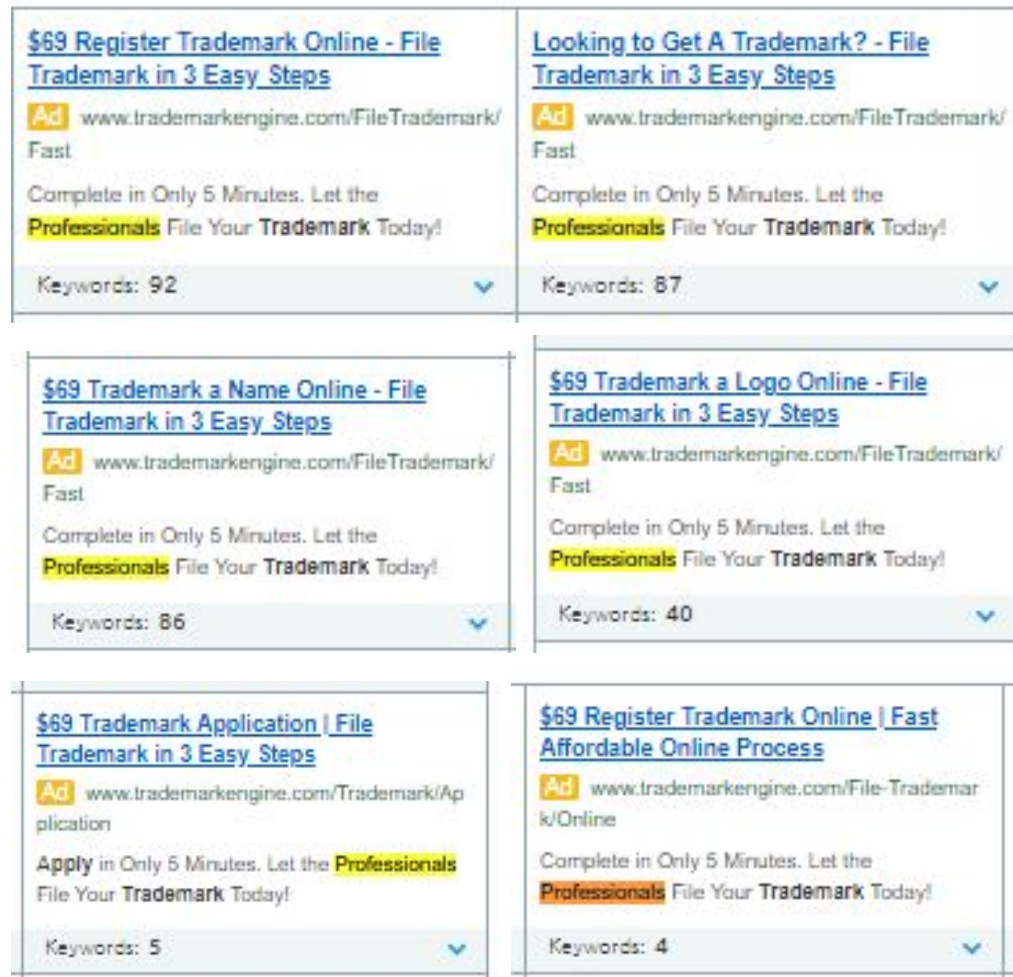 $69 Register Trademark Online - File
Trademark in 3 Easy Steps
Ad www.trademarkengine.com/FileTrademark/
Fast
Complete in Only 5 Minutes. Let the
Professionals File Your Trademark Today!
Keywords: 92
Looking to Get A Trademark? - File
Trademark in 3 Easy Steps
Ad www.trademarkengine.com/FileTrademark/
Fast
Complete in Only 5 Minutes. Let the
Professionals File Your Trademark Today!
Keywords: 87
$69 Trademark a Name Online - File
Trademark in 3 Easy Steps
Ad www.trademarkengine.com/FileTrademark/
Fast
Complete in Only 5 Minutes. Let the
Professionals File Your Trademark Today!
Keywords: 86
$69 Trademark a Logo Online - File
Trademark in 3 Easy Steps
Ad www.trademarkengine.com/FileTrademark/
Fast
Complete in Only 5 Minutes. Let the
Professionals File Your Trademark Today!
Keywords: 40
$69 Trademark Application | File
Trademark in 3 Easy Steps
Ad www.trademarkengine.com/Trademark/Ap
plication
Apply in Only 5 Minutes. Let the Professionals
File Your Trademark Today!
Keywords: 5
$69 Register Trademark Online | Fast
Affordable Online Process
Ad www.trademarkengine.com/File-Trademar
k/Online
Complete in Only 5 Minutes. Let the
Professionals File Your Trademark Today!
Keywords: 4